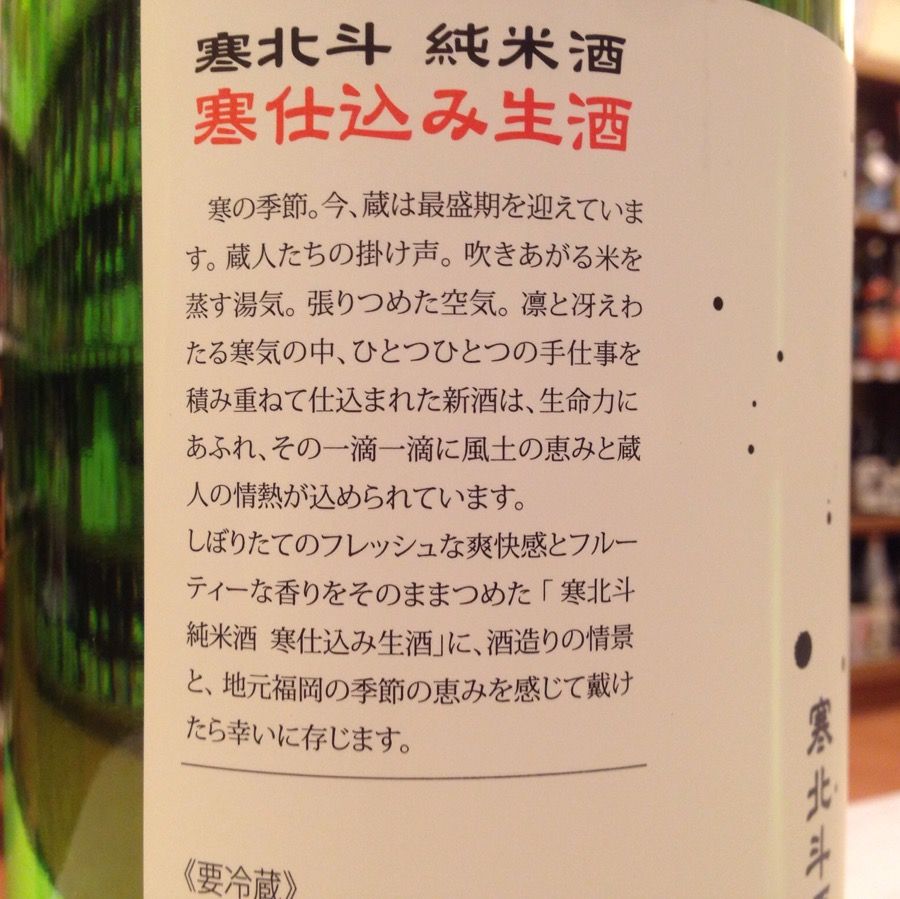 寒北斗 純米酒
寒仕込み生酒
寒の季節。今、蔵は最盛期を迎えていま
す。蔵人たちの掛け声。吹きあがる米を
蒸す湯気。張りつめた空気。凛と冴えわ
たる寒気の中、ひとつひとつの手仕事を
積み重ねて仕込まれた新酒は、生命力に
あふれ、その一滴一滴に風土の恵みと蔵
人の情熱が込められています。
しぼりたてのフレッシュな爽快感とフルー
ティーな香りをそのままつめた「寒北斗
純米酒 寒仕込み生酒」に、酒造りの情景
と、地元福岡の季節の恵みを感じて戴け
たら幸いに存じます。
《要冷蔵》
寒北斗